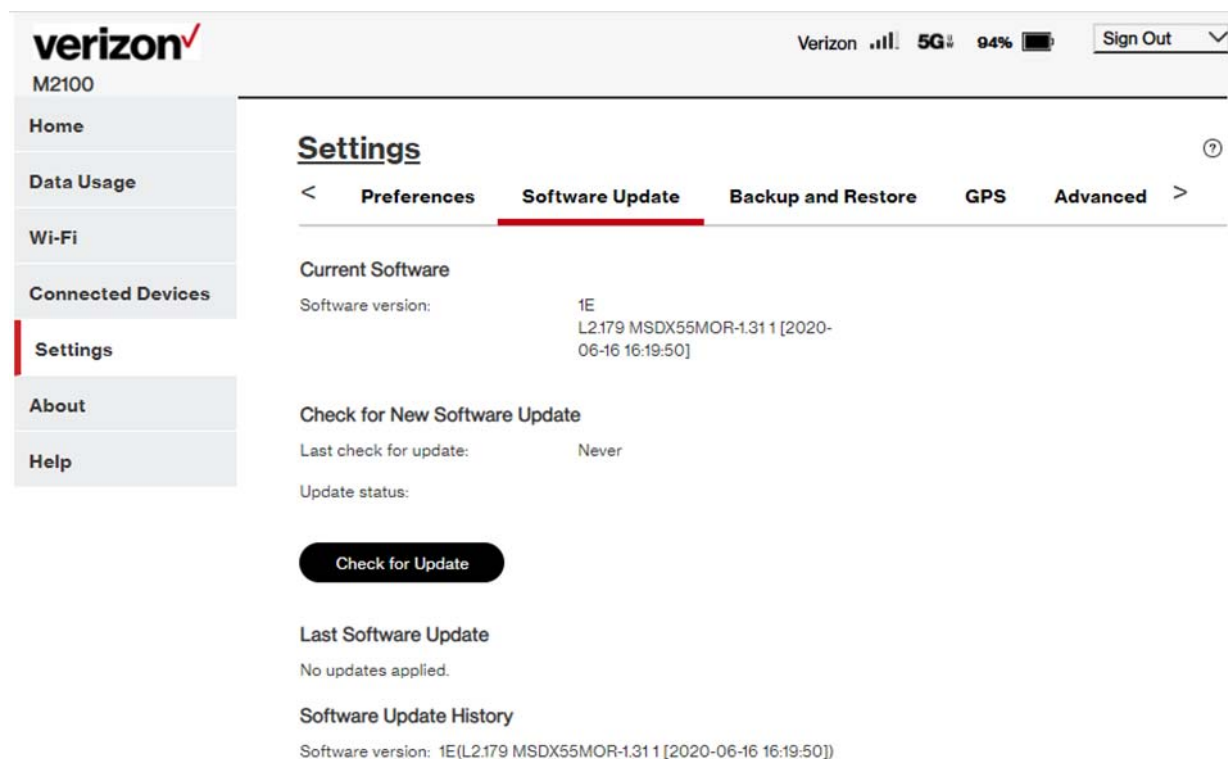 verizon
Verizon 5G UW 94% Sign Out
M2100
Home
Data Usage
Wi-Fi
Connected Devices
Settings
About
Help
Settings
?
< Preferences Software Update Backup and Restore GPS Advanced >
Current Software
Software version: 1E
L2.179 MSDX55MOR-1.31 1 [2020-
06-16 16:19:50]
Check for New Software Update
Last check for update: Never
Update status:
Check for Update
Last Software Update
No updates applied.
Software Update History
Software version: 1E(L2.179 MSDX55MOR-1.31 1 [2020-06-16 16:19:50])